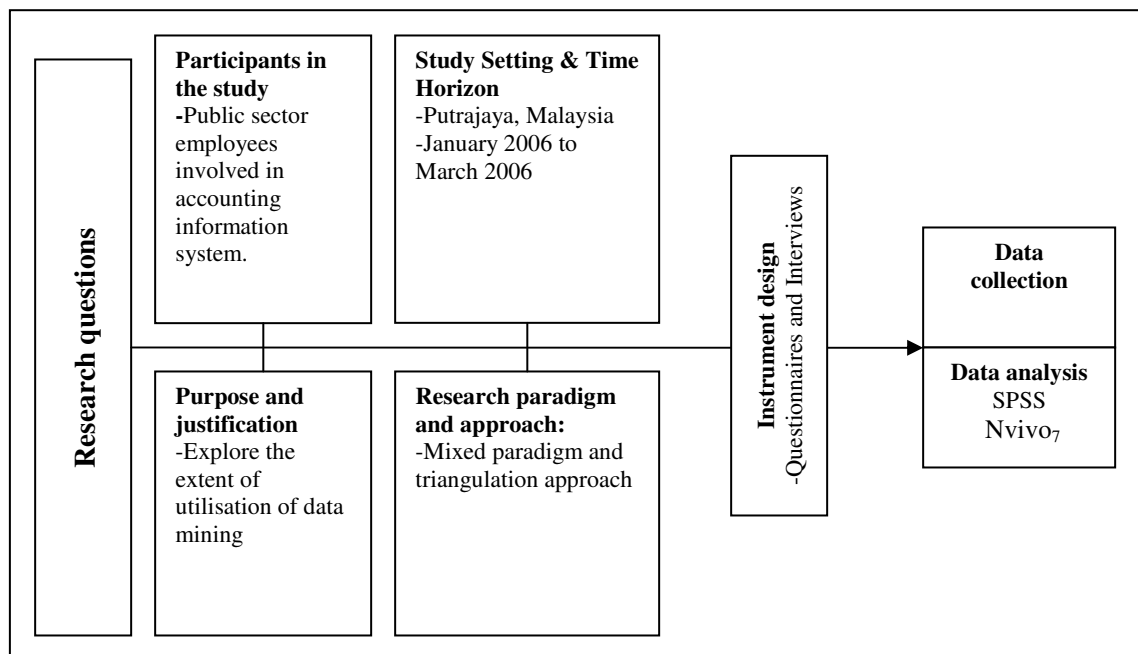 Research questions
Participants in
the study
-Public sector
employees
involved in
accounting
information
system.
Study Setting & Time
Horizon
-Putrajaya, Malaysia
-January 2006 to
March 2006
Purpose and
justification
-Explore the
extent of
utilisation of data
mining
Research paradigm
and approach:
-Mixed paradigm and
triangulation approach
Instrument design
-Questionnaires and Interviews
Data
collection
Data analysis
SPSS
Nvivo₇